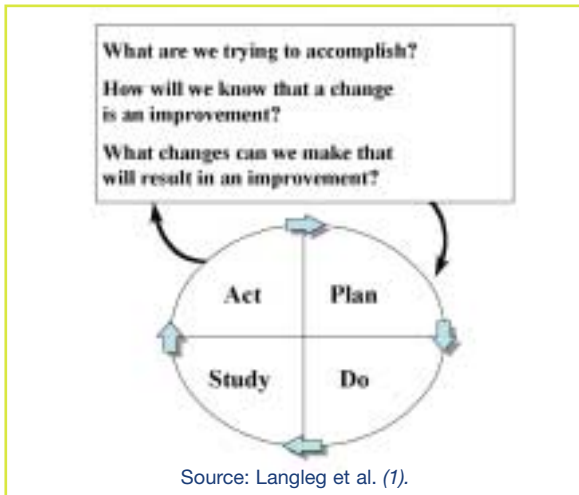 What are we trying to accomplish?
How will we know that a change
is an improvement?
What changes can we make that
will result in an improvement?
Act
Plan
Study
Do
Source: Langleg et al. (1).